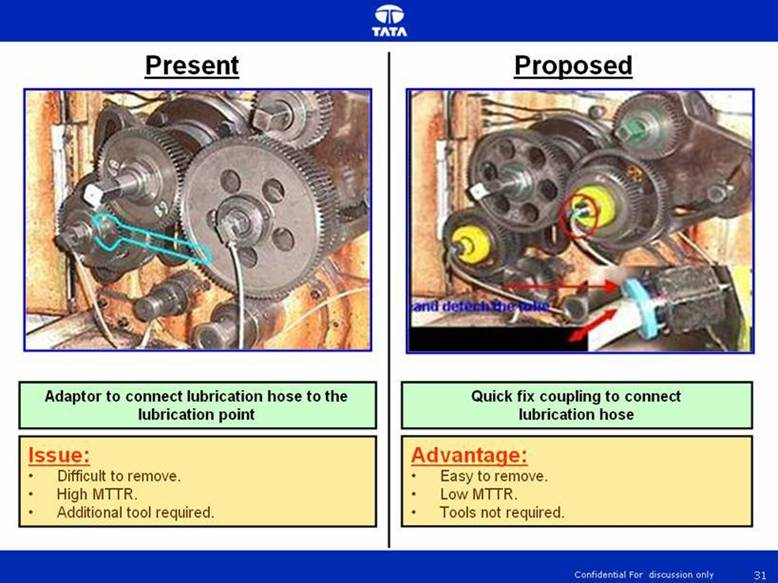 TATA
Present
Proposed
and detech the tube
Adaptor to connect lubrication hose to the
lubrication point
Quick fix coupling to connect
lubrication hose
Issue:
• Difficult to remove.
• High MTTR.
• Additional tool required.
Advantage:
• Easy to remove.
• Low MTTR.
• Tools not required.
Confidential For discussion only
31